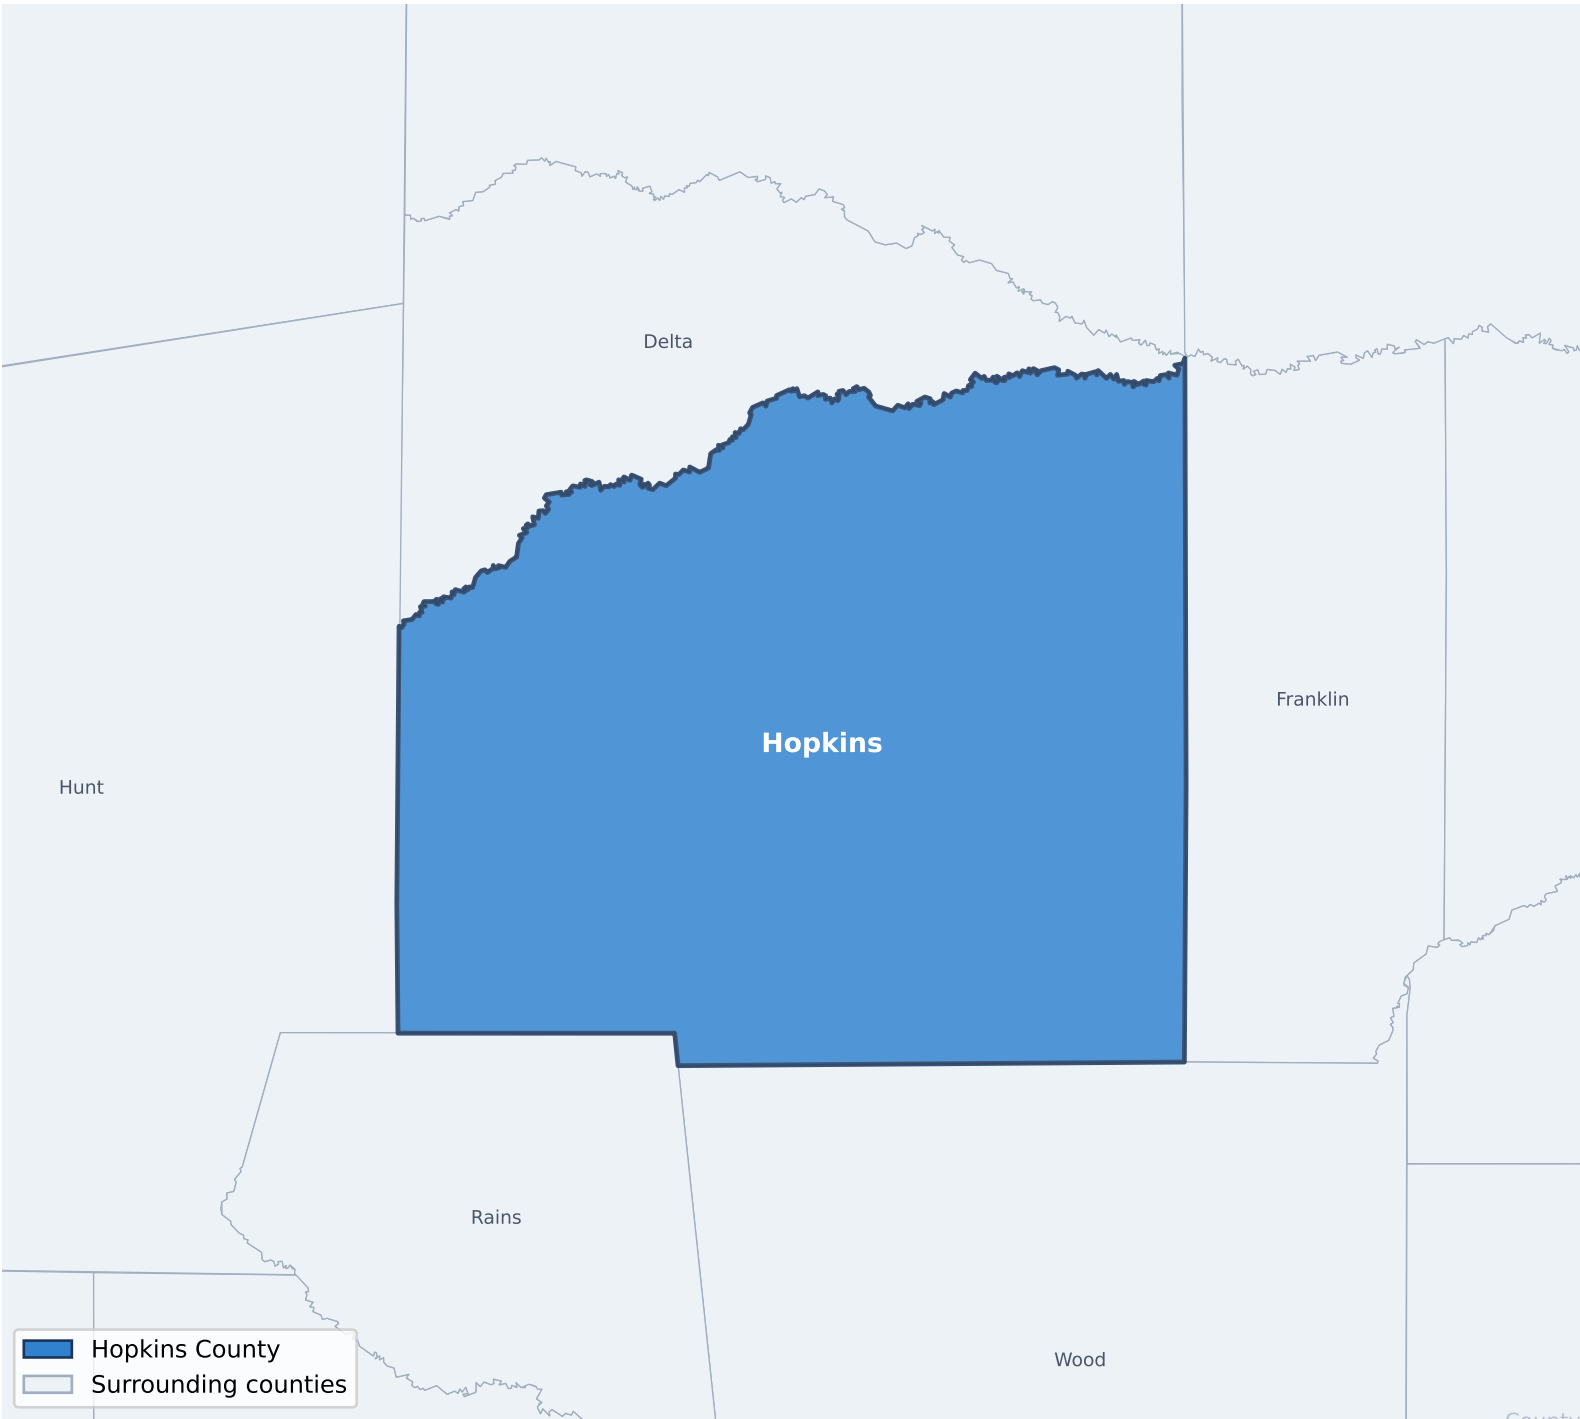 Delta
Franklin
Hopkins
Hunt
Rains
Wood
Hopkins County
Surrounding counties